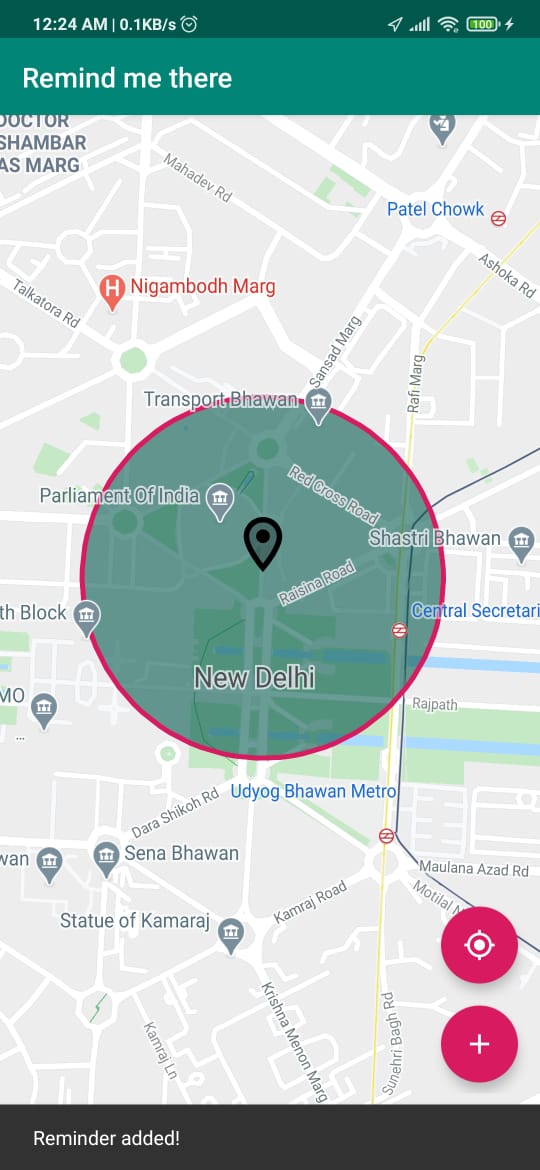 12:24 AM | 0.1KB/s
100
Remind me there
DOCTOR
SHAMBAR
AS MARG
Mahadev Rd
Patel Chowk
Ashoka Rd
Talkatora Rd
H Nigambodh Marg
Sansad Marg
Rafi Marg
Transport Bhawan
Red Cross Road
Parliament Of India
Shastri Bhawan
Raisina Road
th Block
Central Secretari
New Delhi
MO
...
Rajpath
Udyog Bhawan Metro
Dara Shikoh Rd
wan
Sena Bhawan
Maulana Azad Rd
Motilal N
Kamraj Road
Statue of Kamaraj
Krishna Menon Marg
Kamraj Ln
Sunehri Bagh Rd
Reminder added!